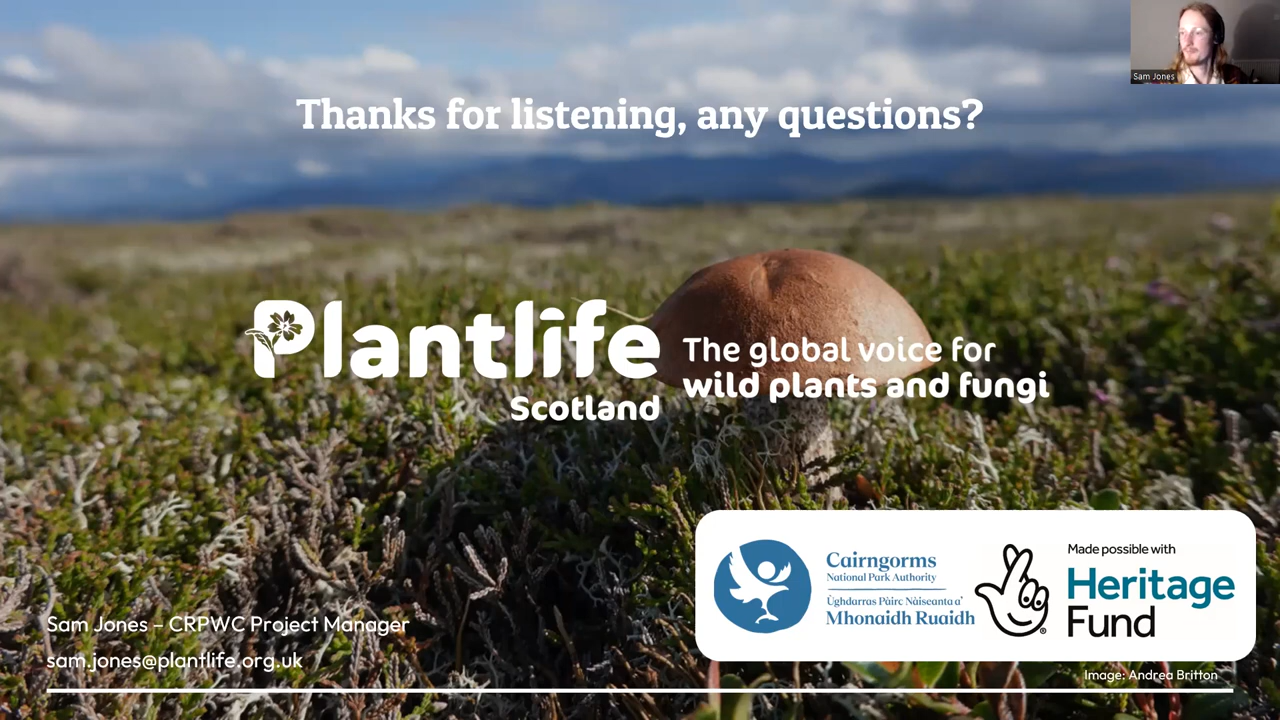 Sam Jones
Thanks for listening, any questions?
Plantlife
Scotland
The global voice for
wild plants and fungi
Cairngorms
National Park Authority
Ùghdarras Pàirc Nàiseanta a'
Mhonaidh Ruaidh
Made possible with
Heritage
Fund
Sam Jones – CRPWC Project Manager
sam.jones@plantlife.org.uk
Image: Andrea Britton